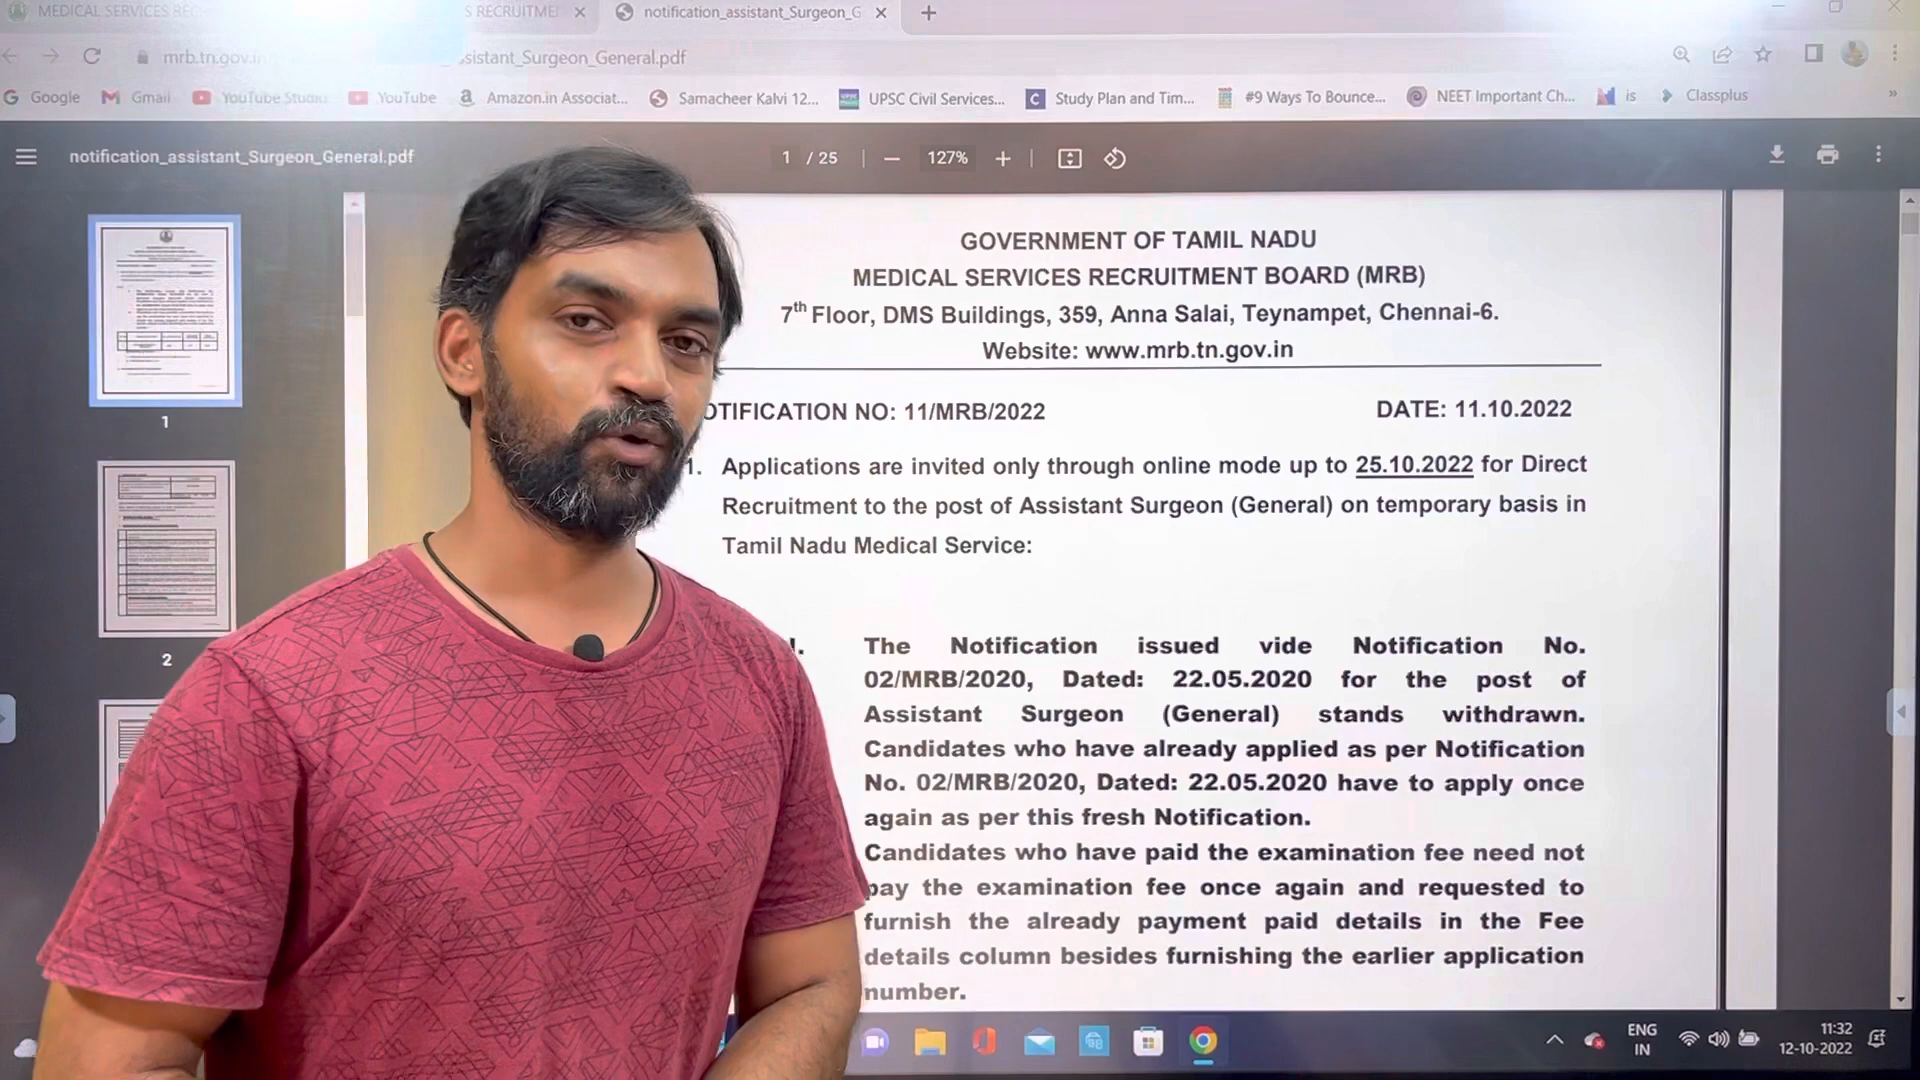 MEDICAL SERVICES REC
S RECRUITME
notification_assistant_Surgeon_G
mrb.tn.gov.in
sistant_Surgeon_General.pdf
Google
Gmail
YouTube Studio
YouTube
Amazon.in Associat...
Samacheer Kalvi 12...
UPSC Civil Services...
Study Plan and Tim...
#9 Ways To Bounce...
NEET Important Ch...
is
Classplus
notification_assistant_Surgeon_General.pdf
1 / 25
127%
1
2
GOVERNMENT OF TAMIL NADU
MEDICAL SERVICES RECRUITMENT BOARD (MRB)
7th Floor, DMS Buildings, 359, Anna Salai, Teynampet, Chennai-6.
Website: www.mrb.tn.gov.in
OTIFICATION NO: 11/MRB/2022
DATE: 11.10.2022
1. Applications are invited only through online mode up to 25.10.2022 for Direct
Recruitment to the post of Assistant Surgeon (General) on temporary basis in
Tamil Nadu Medical Service:
The Notification issued vide Notification No.
02/MRB/2020, Dated: 22.05.2020 for the post of
Assistant Surgeon (General) stands withdrawn.
Candidates who have already applied as per Notification
No. 02/MRB/2020, Dated: 22.05.2020 have to apply once
again as per this fresh Notification.
Candidates who have paid the examination fee need not
pay the examination fee once again and requested to
furnish the already payment paid details in the Fee
details column besides furnishing the earlier application
number.
ENG
IN
11:32
12-10-2022